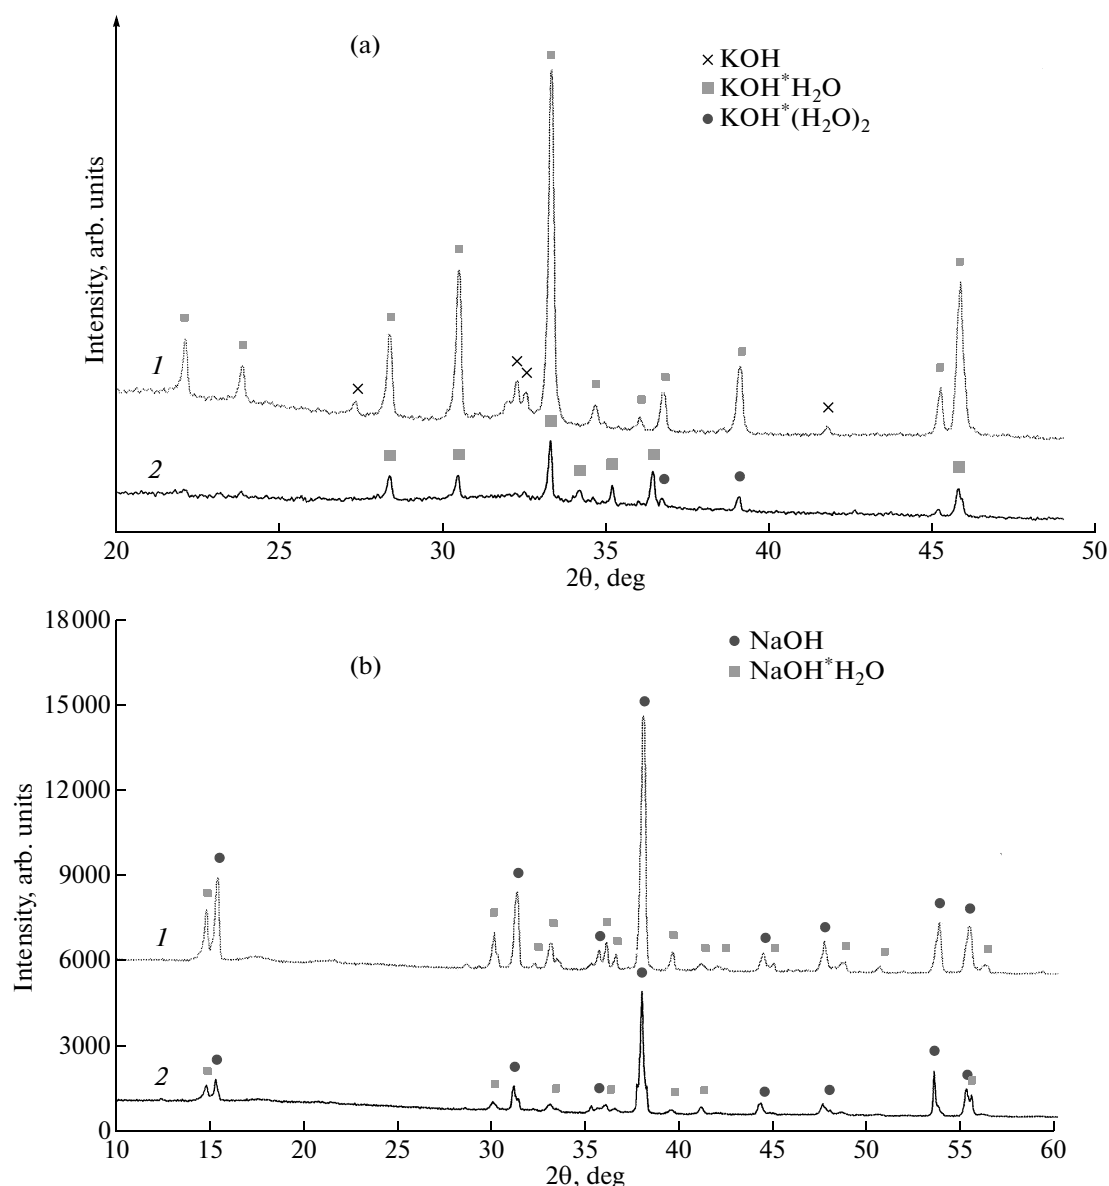 (a)
× KOH
■ KOH*H₂O
● KOH*(H₂O)₂
Intensity, arb. units
1
2
20 25 30 35 40 45 50
2θ, deg
18000
15000
12000
9000
6000
3000
0
(b)
● NaOH
■ NaOH*H₂O
Intensity, arb. units
1
2
10 15 20 25 30 35 40 45 50 55 60
2θ, deg